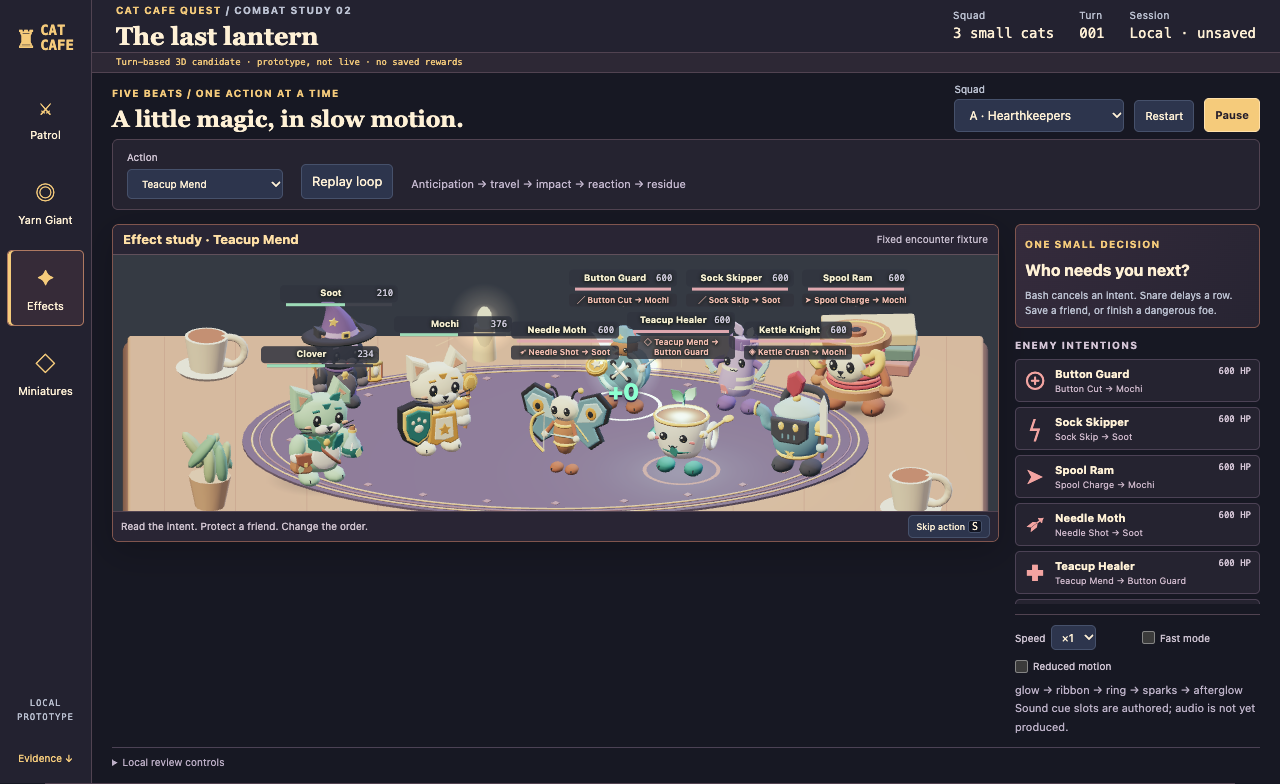 CAT
CAFE
Patrol
Yarn Giant
Effects
Miniatures
LOCAL
PROTOTYPE
Evidence ↓
CAT CAFE QUEST / COMBAT STUDY 02
The last lantern
Squad
3 small cats
Turn
001
Session
Local · unsaved
Turn-based 3D candidate · prototype, not live · no saved rewards
FIVE BEATS / ONE ACTION AT A TIME
A little magic, in slow motion.
Squad
A · Hearthkeepers
Restart
Pause
Action
Teacup Mend
Replay loop
Anticipation → travel → impact → reaction → residue
Effect study · Teacup Mend
Fixed encounter fixture
Soot 210
Mochi 376
Clover 234
Button Guard 600
Button Cut → Mochi
Sock Skipper 600
Sock Skip → Soot
Spool Ram 600
Spool Charge → Mochi
Needle Moth 600
Needle Shot → Soot
Teacup Healer 600
Teacup Mend →
Button Guard
Kettle Knight 600
Kettle Crush → Mochi
+0
Read the intent. Protect a friend. Change the order.
Skip action S
ONE SMALL DECISION
Who needs you next?
Bash cancels an intent. Snare delays a row.
Save a friend, or finish a dangerous foe.
ENEMY INTENTIONS
Button Guard 600 HP
Button Cut → Mochi
Sock Skipper 600 HP
Sock Skip → Soot
Spool Ram 600 HP
Spool Charge → Mochi
Needle Moth 600 HP
Needle Shot → Soot
Teacup Healer 600 HP
Teacup Mend → Button Guard
Speed ×1 Fast mode
Reduced motion
glow → ribbon → ring → sparks → afterglow
Sound cue slots are authored; audio is not yet
produced.
Local review controls